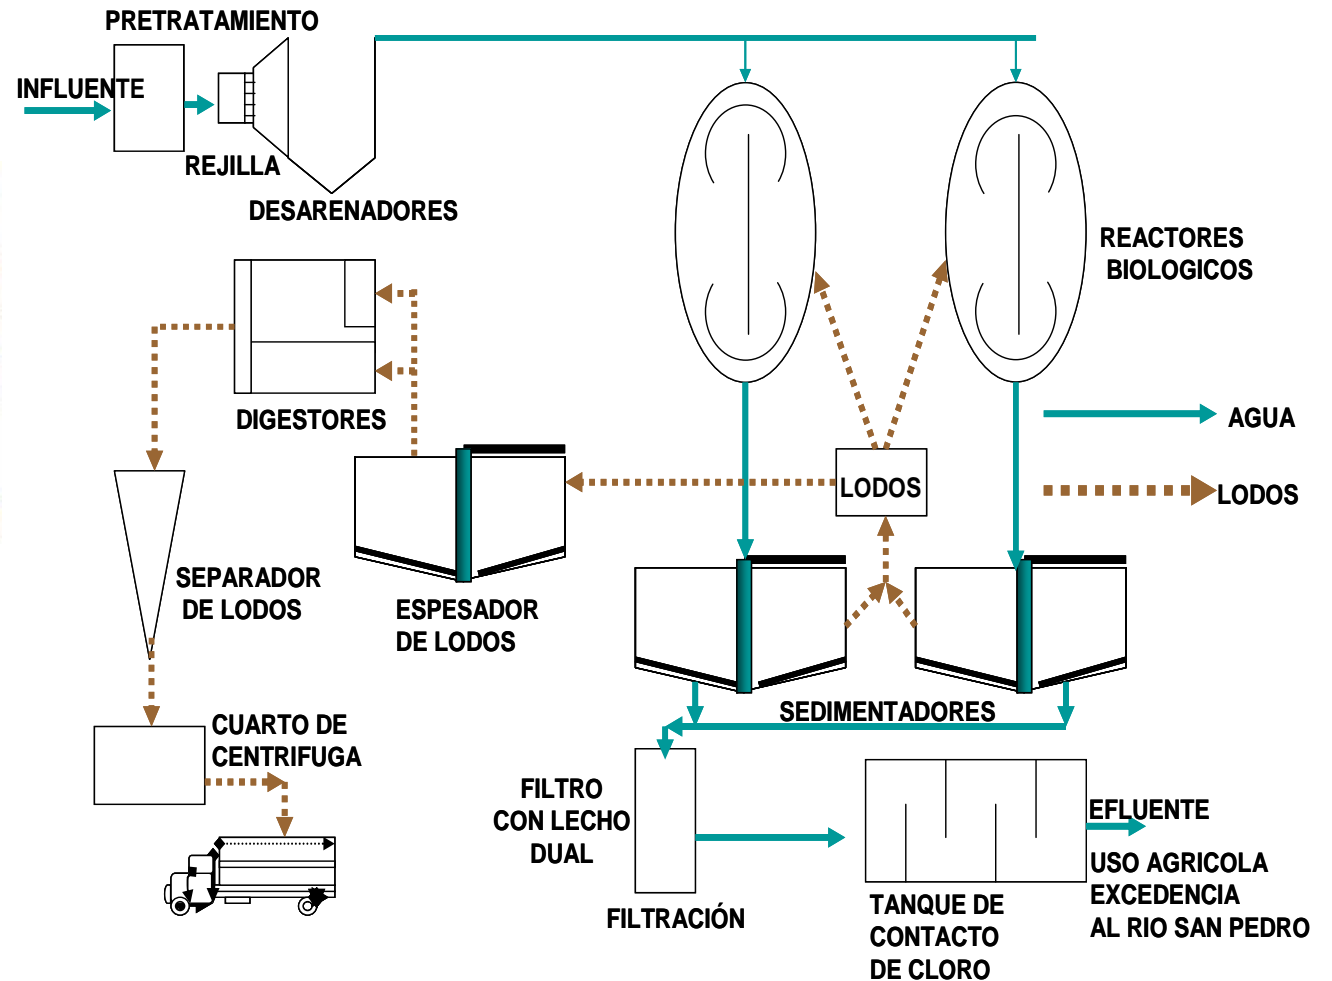 PRETRATAMIENTO
INFLUENTE
REJILLA
DESARENADORES
REACTORES
BIOLOGICOS
DIGESTORES
AGUA
LODOS
LODOS
SEPARADOR
DE LODOS
ESPESADOR
DE LODOS
SEDIMENTADORES
CUARTO DE
CENTRIFUGA
FILTRO
CON LECHO
DUAL
FILTRACIÓN
TANQUE DE
CONTACTO
DE CLORO
EFLUENTE
USO AGRICOLA
EXCEDENCIA
AL RIO SAN PEDRO